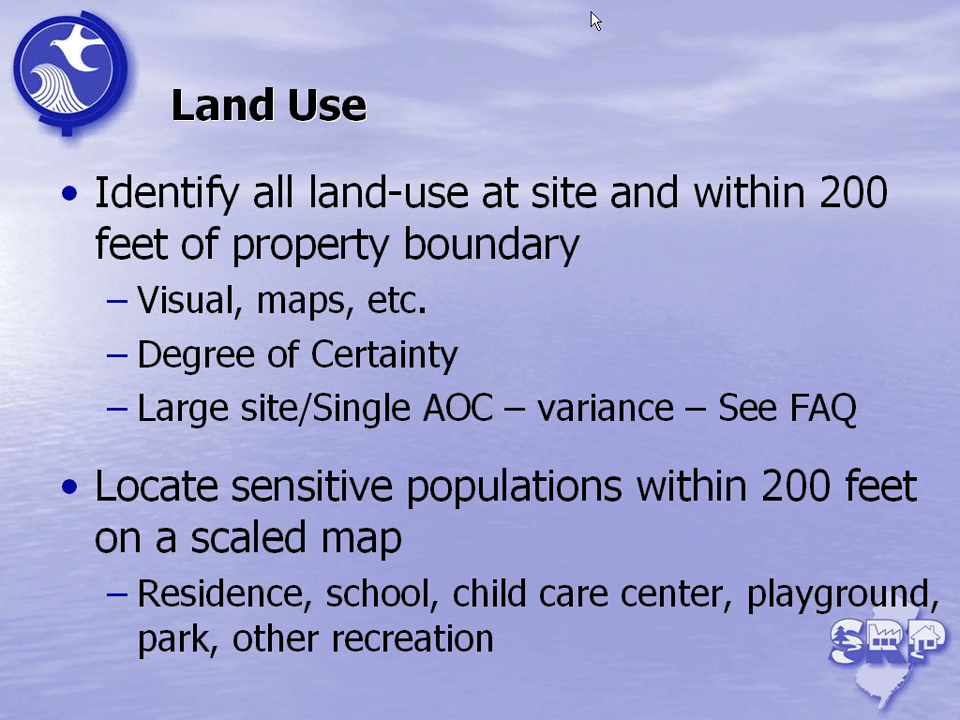 Land Use
• Identify all land-use at site and within 200
feet of property boundary
– Visual, maps, etc.
– Degree of Certainty
– Large site/Single AOC – variance – See FAQ
• Locate sensitive populations within 200 feet
on a scaled map
– Residence, school, child care center, playground,
park, other recreation
SRP